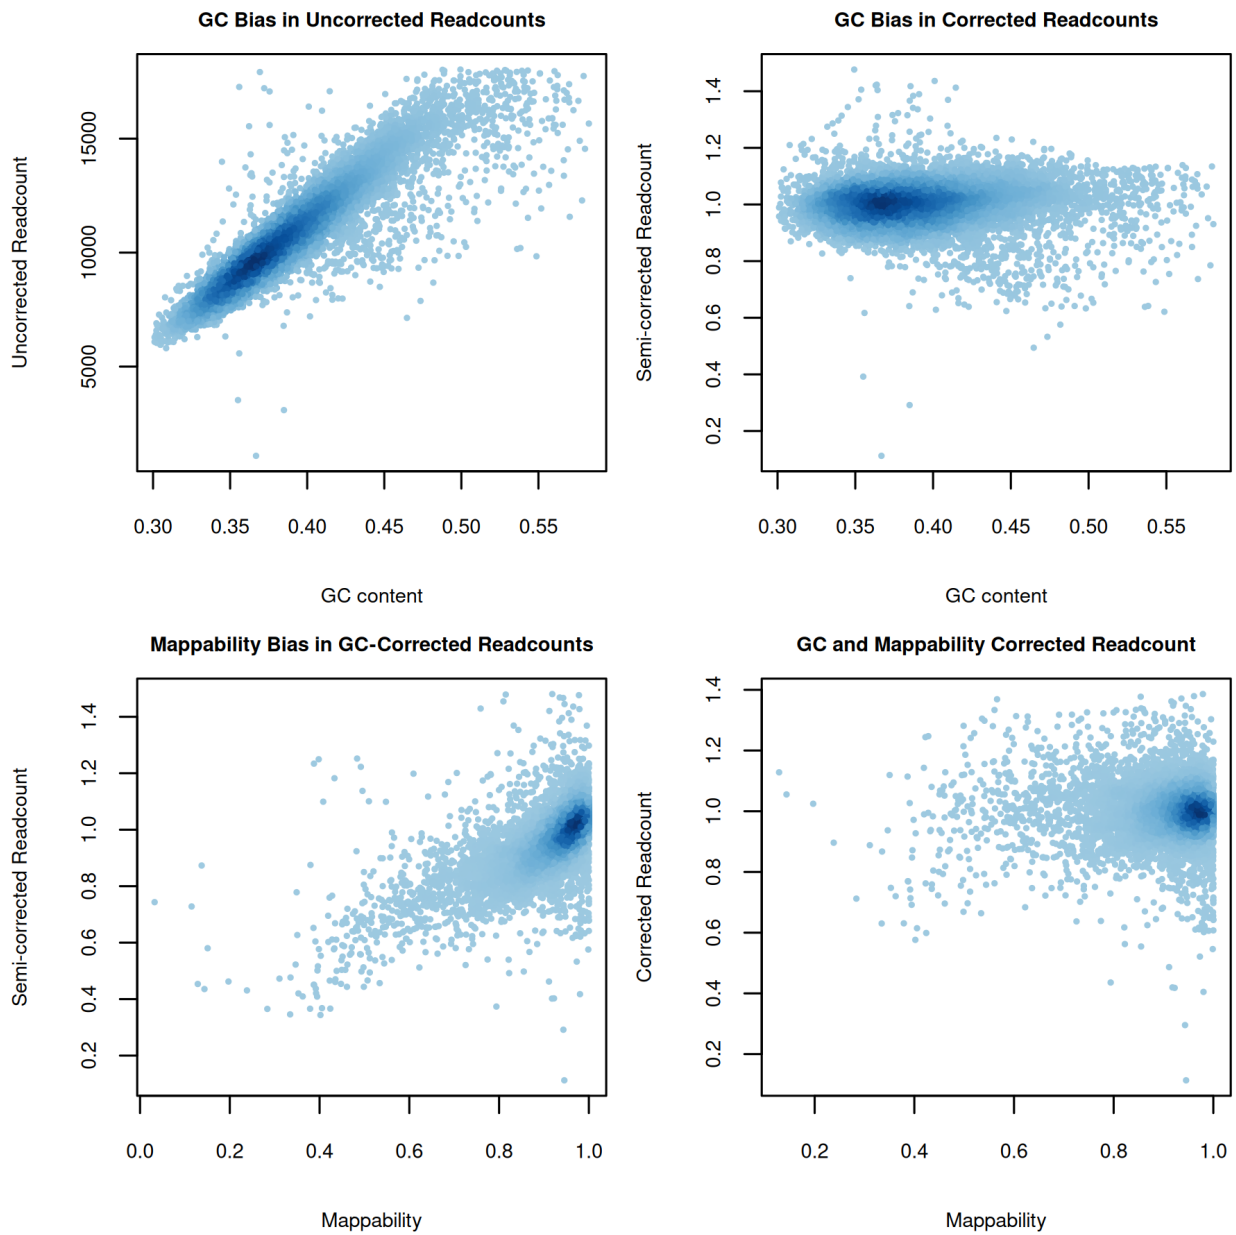 GC Bias in Uncorrected Readcounts
Uncorrected Readcount
15000
10000
5000
0.30 0.35 0.40 0.45 0.50 0.55
GC content
GC Bias in Corrected Readcounts
Semi-corrected Readcount
1.4
1.2
1.0
0.8
0.6
0.4
0.2
0.30 0.35 0.40 0.45 0.50 0.55
GC content
Mappability Bias in GC-Corrected Readcounts
Semi-corrected Readcount
1.4
1.2
1.0
0.8
0.6
0.4
0.2
0.0 0.2 0.4 0.6 0.8 1.0
Mappability
GC and Mappability Corrected Readcount
Corrected Readcount
1.4
1.2
1.0
0.8
0.6
0.4
0.2
0.2 0.4 0.6 0.8 1.0
Mappability